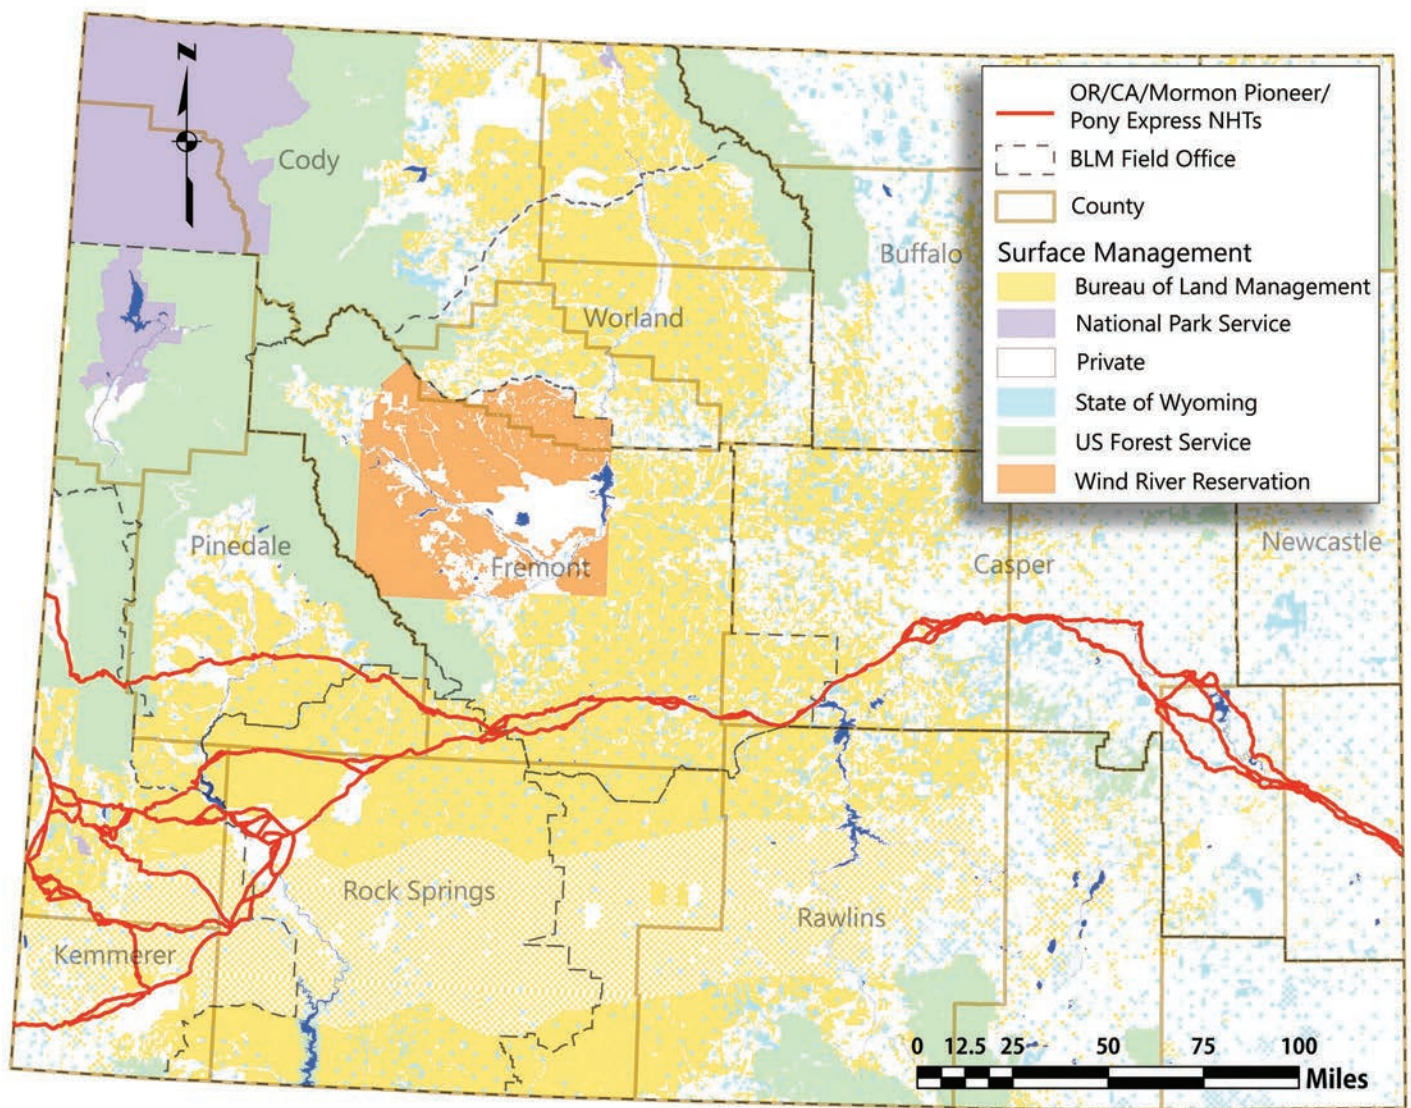 N
Cody
Buffalo
Worland
Pinedale
Fremont
Casper
Newcastle
Rock Springs
Rawlins
Kemmerer
OR/CA/Mormon Pioneer/
Pony Express NHTs
BLM Field Office
County
Surface Management
Bureau of Land Management
National Park Service
Private
State of Wyoming
US Forest Service
Wind River Reservation
0 12.5 25 50 75 100
Miles